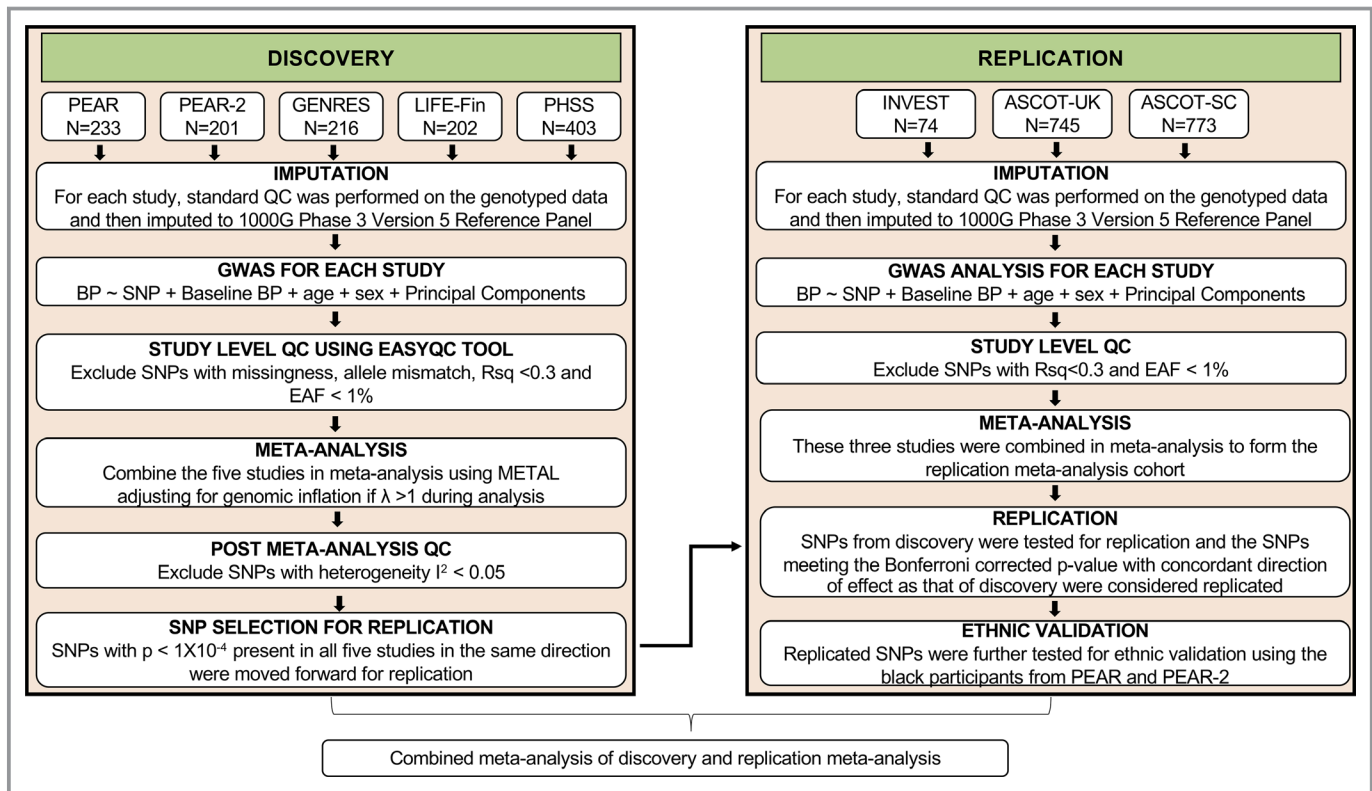 DISCOVERY
PEAR
N=233
PEAR-2
N=201
GENRES
N=216
LIFE-Fin
N=202
PHSS
N=403
IMPUTATION
For each study, standard QC was performed on the genotyped data
and then imputed to 1000G Phase 3 Version 5 Reference Panel
GWAS FOR EACH STUDY
BP ~ SNP + Baseline BP + age + sex + Principal Components
STUDY LEVEL QC USING EASYQC TOOL
Exclude SNPs with missingness, allele mismatch, Rsq <0.3 and
EAF < 1%
META-ANALYSIS
Combine the five studies in meta-analysis using METAL
adjusting for genomic inflation if λ >1 during analysis
POST META-ANALYSIS QC
Exclude SNPs with heterogeneity I² < 0.05
SNP SELECTION FOR REPLICATION
SNPs with p < 1X10⁻⁴ present in all five studies in the same direction
were moved forward for replication
REPLICATION
INVEST
N=74
ASCOT-UK
N=745
ASCOT-SC
N=773
IMPUTATION
For each study, standard QC was performed on the genotyped data
and then imputed to 1000G Phase 3 Version 5 Reference Panel
GWAS ANALYSIS FOR EACH STUDY
BP ~ SNP + Baseline BP + age + sex + Principal Components
STUDY LEVEL QC
Exclude SNPs with Rsq<0.3 and EAF < 1%
META-ANALYSIS
These three studies were combined in meta-analysis to form the
replication meta-analysis cohort
REPLICATION
SNPs from discovery were tested for replication and the SNPs
meeting the Bonferroni corrected p-value with concordant direction
of effect as that of discovery were considered replicated
ETHNIC VALIDATION
Replicated SNPs were further tested for ethnic validation using the
black participants from PEAR and PEAR-2
Combined meta-analysis of discovery and replication meta-analysis